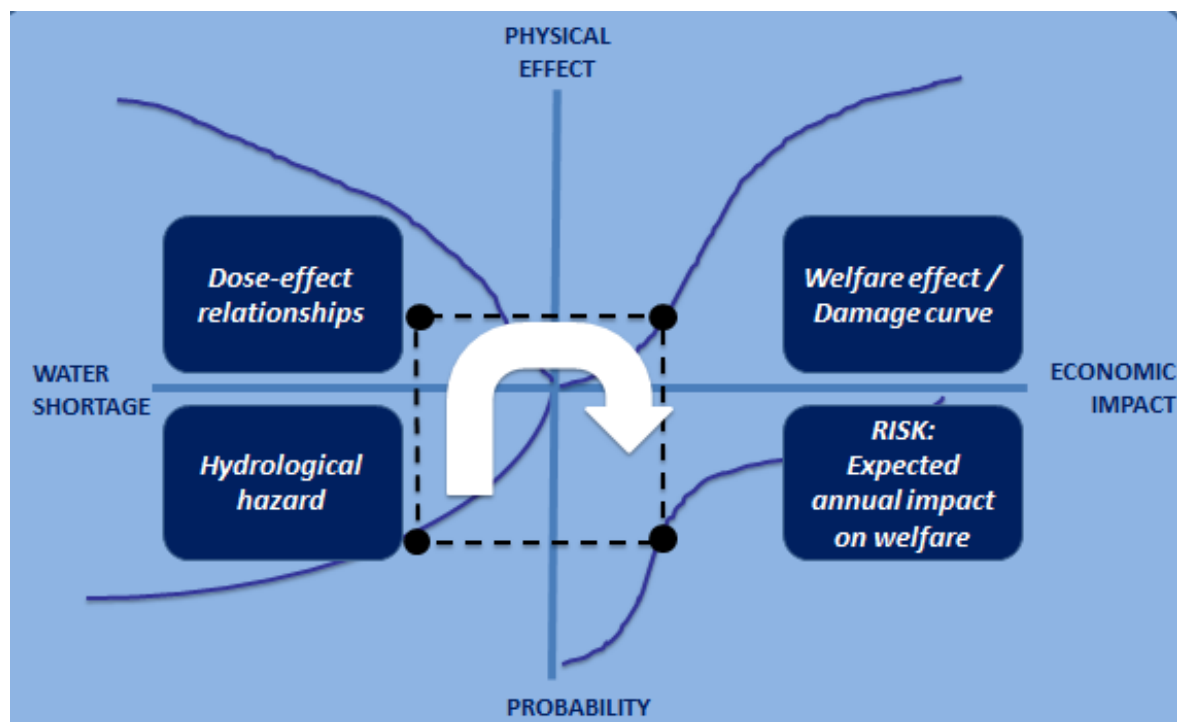 PHYSICAL
EFFECT
Dose-effect
relationships
Welfare effect /
Damage curve
WATER
SHORTAGE
ECONOMIC
IMPACT
Hydrological
hazard
RISK:
Expected
annual impact
on welfare
PROBABILITY